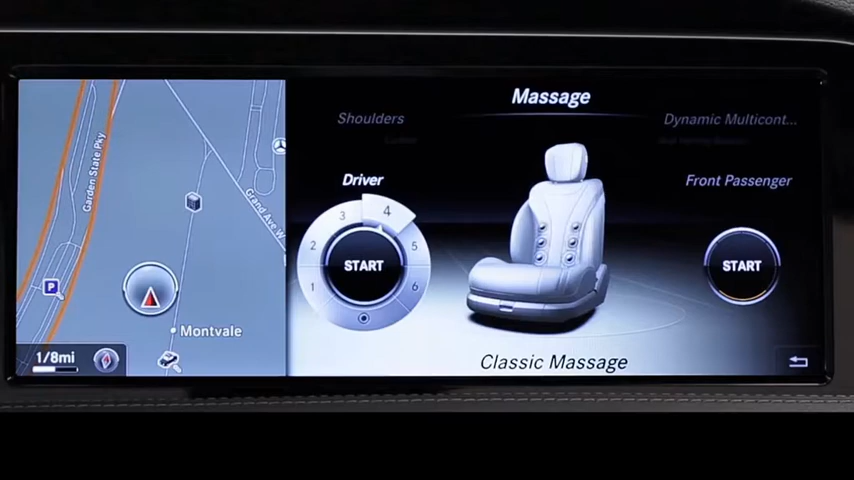 Massage
Shoulders
Dynamic Multicont...
Driver
Front Passenger
1
2
3
4
5
6
START
START
Classic Massage
Garden State Pky
Grand Ave W
P
Montvale
1/8mi